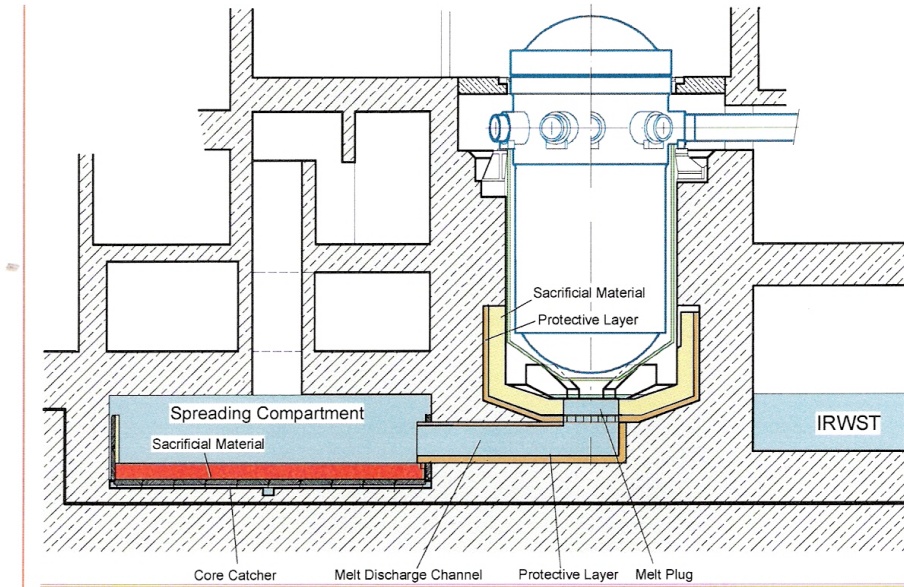 Sacrificial Material
Protective Layer
Spreading Compartment
IRWST
Sacrificial Material
Core Catcher
Melt Discharge Channel
Protective Layer
Melt Plug